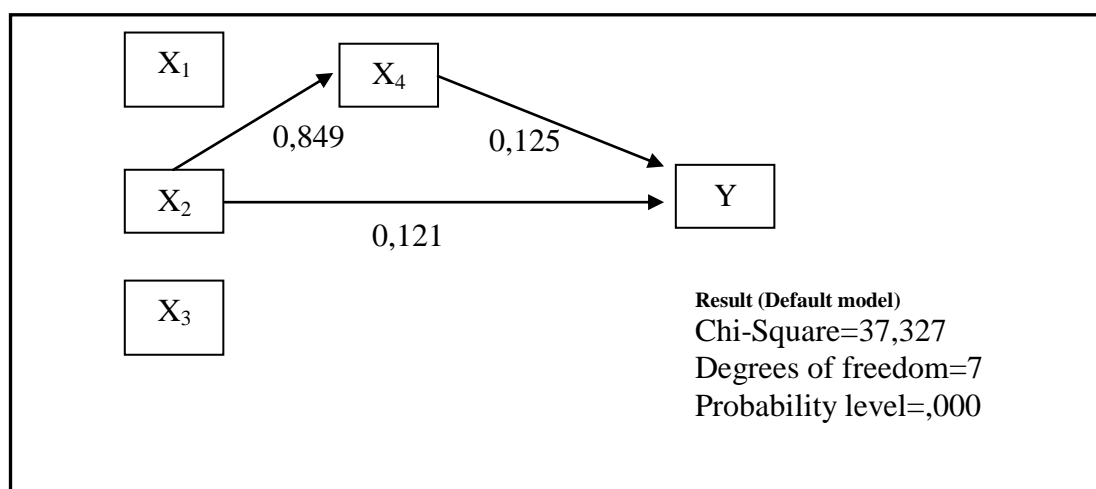 X₁
X₄
0,849
0,125
X₂
Y
0,121
X₃
Result (Default model)
Chi-Square=37,327
Degrees of freedom=7
Probability level=,000